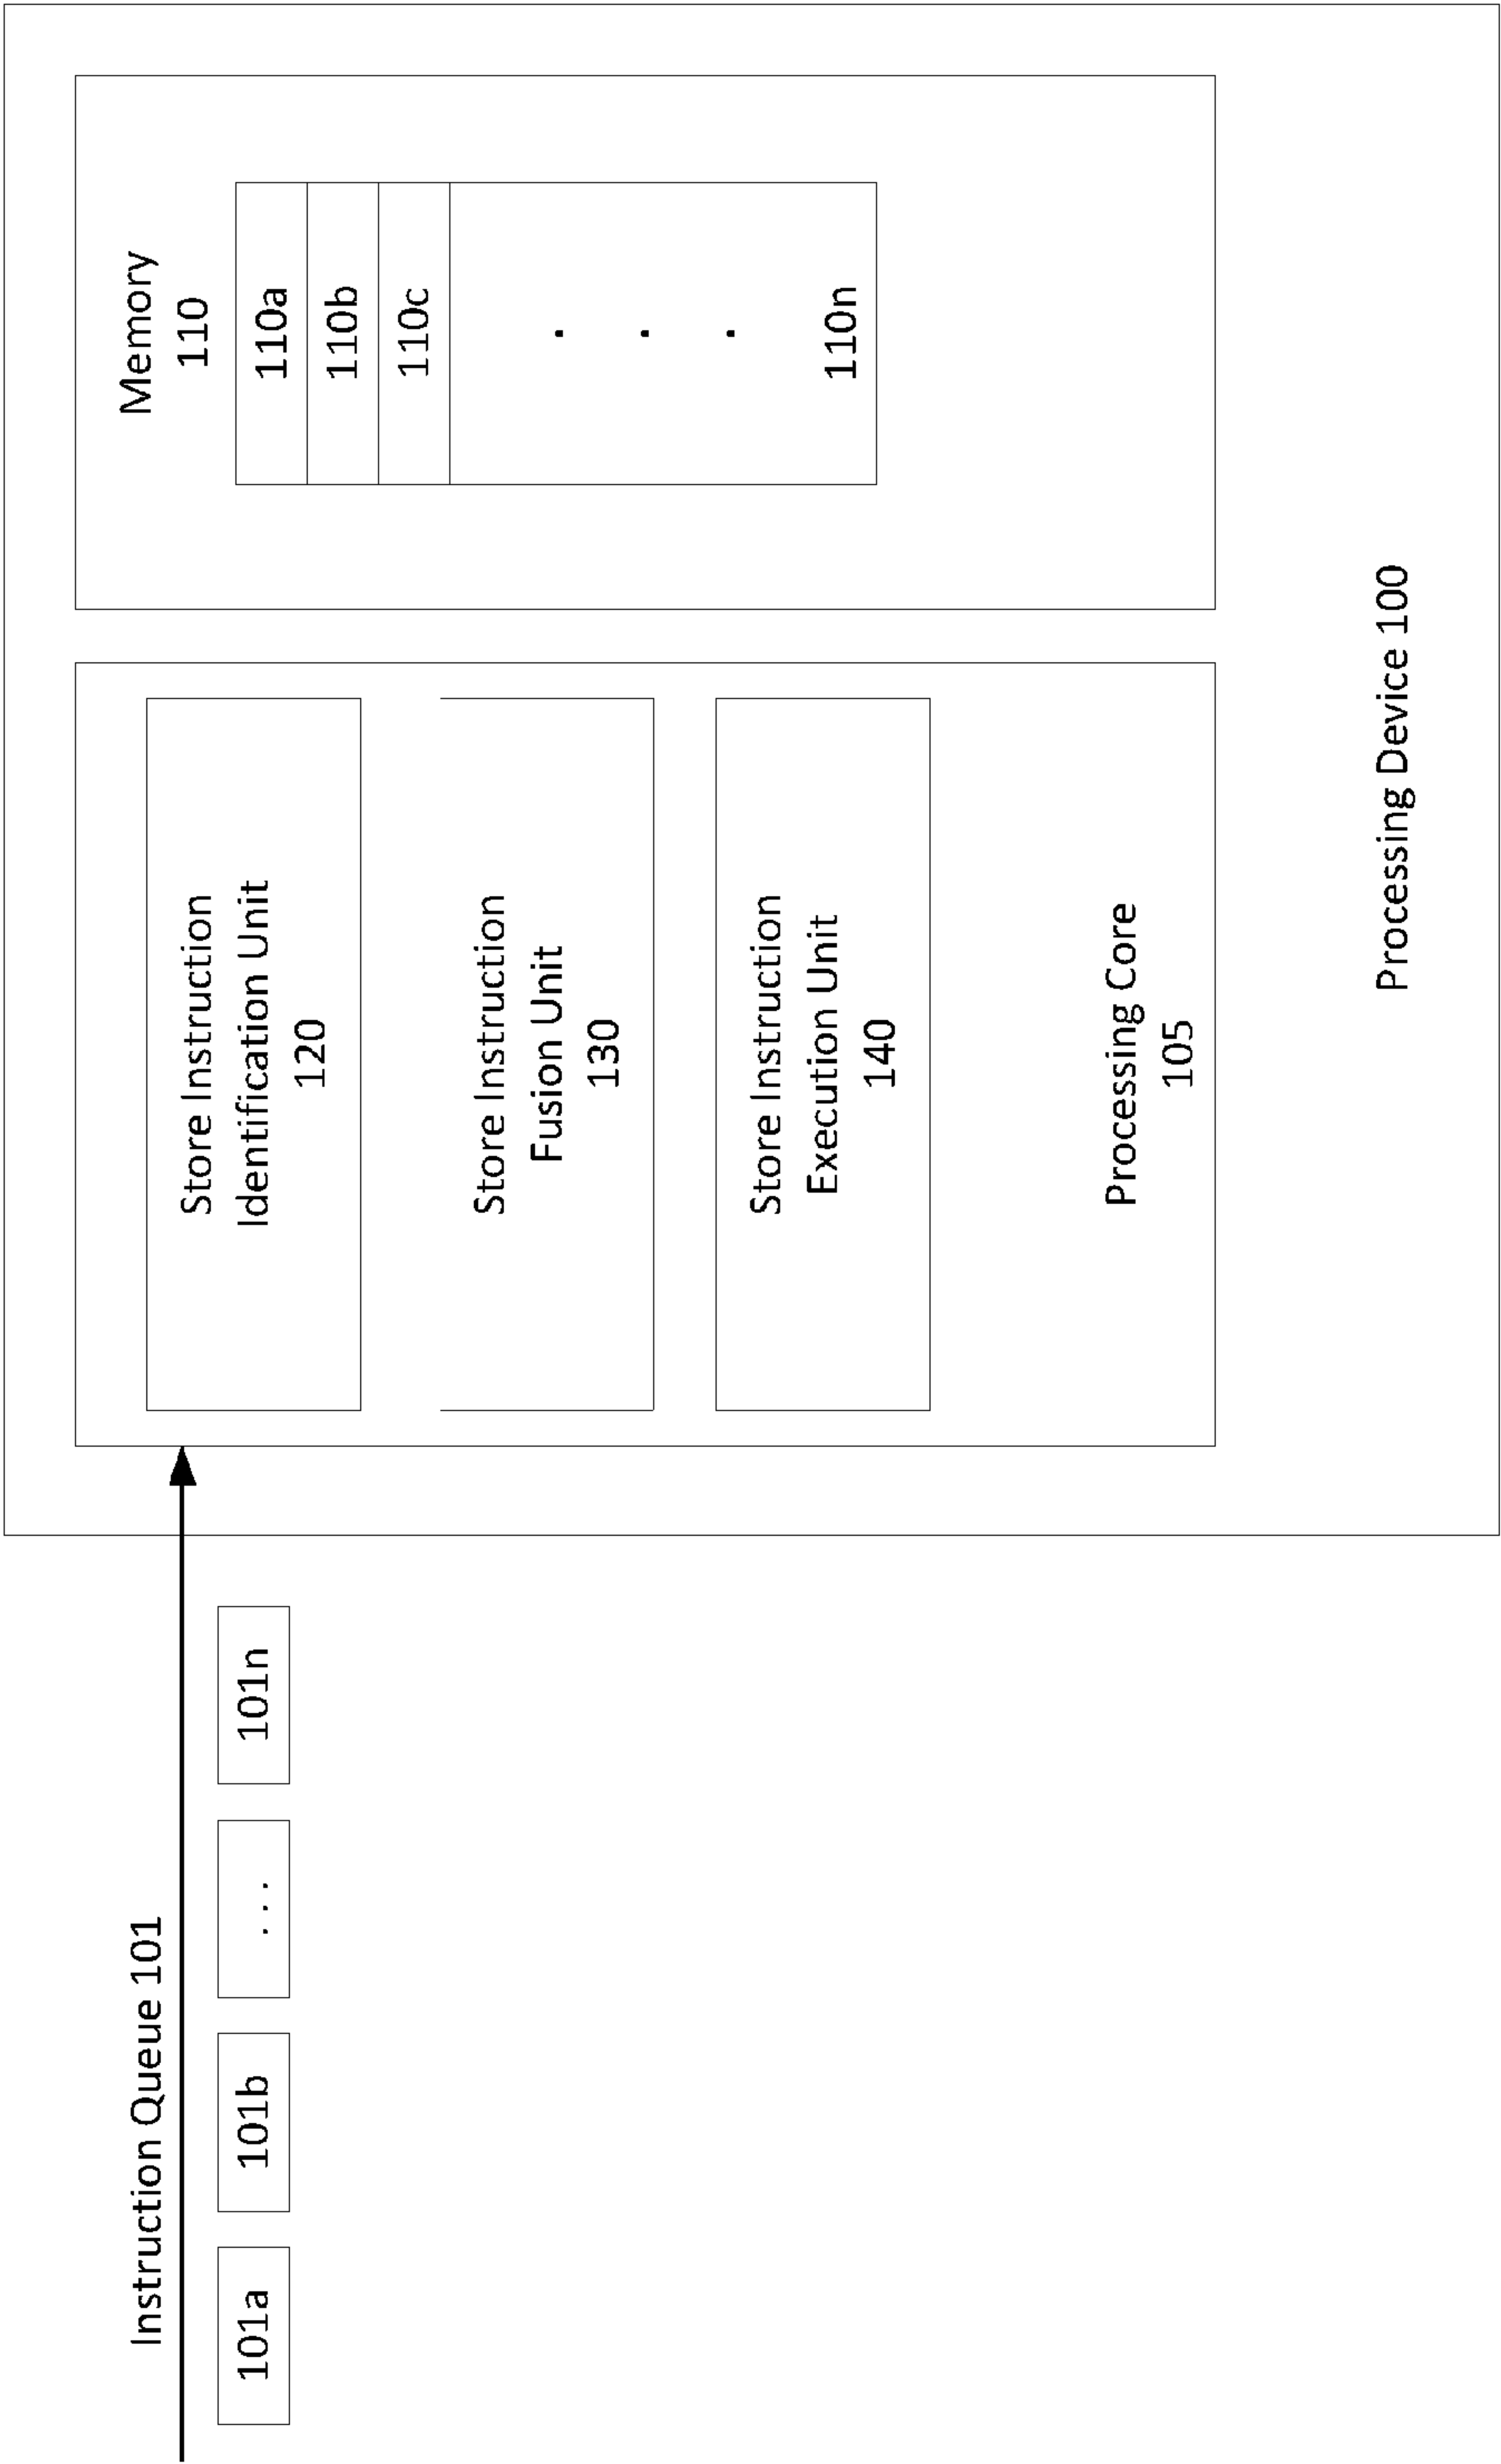 Instruction Queue 101
101a
101b
...
101n
Store Instruction
Identification Unit
120
Store Instruction
Fusion Unit
130
Store Instruction
Execution Unit
140
Processing Core
105
Memory
110
110a
110b
110c
.
.
.
110n
Processing Device 100